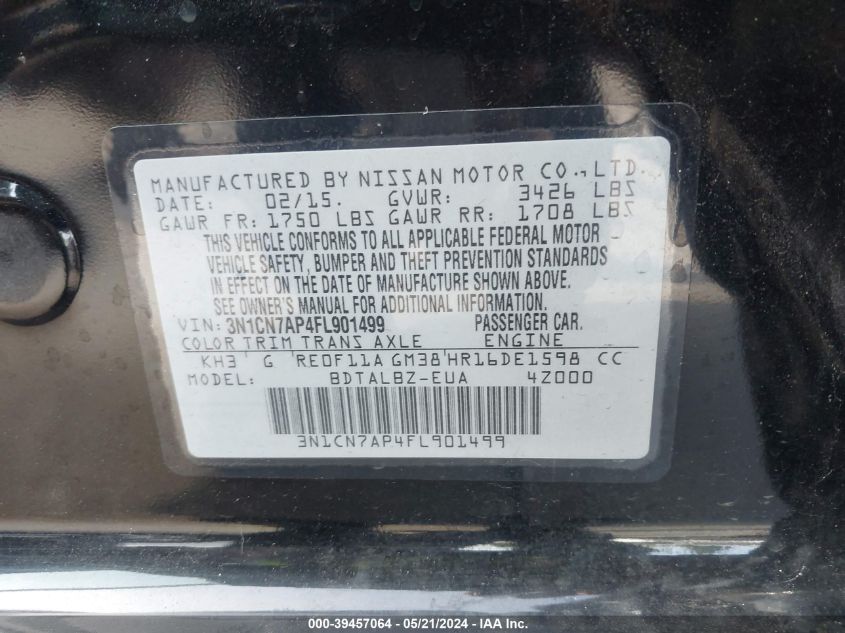 MANUFACTURED BY NISSAN MOTOR CO.,LTD.
DATE: 02/15. GVWR: 3426 LBS
GAWR FR: 1750 LBS GAWR RR: 1708 LBS
THIS VEHICLE CONFORMS TO ALL APPLICABLE FEDERAL MOTOR
VEHICLE SAFETY, BUMPER AND THEFT PREVENTION STANDARDS
IN EFFECT ON THE DATE OF MANUFACTURE SHOWN ABOVE.
SEE OWNER'S MANUAL FOR ADDITIONAL INFORMATION.
VIN: 3N1CN7AP4FL901499 PASSENGER CAR.
COLOR TRIM TRANS AXLE ENGINE
KH3 G RE0F11A GM38 HR16DE1598 CC
MODEL: BDTALBZ-EUA 4Z000
3N1CN7AP4FL901499
000-39457064 - 05/21/2024 - IAAI - Copart Inc.